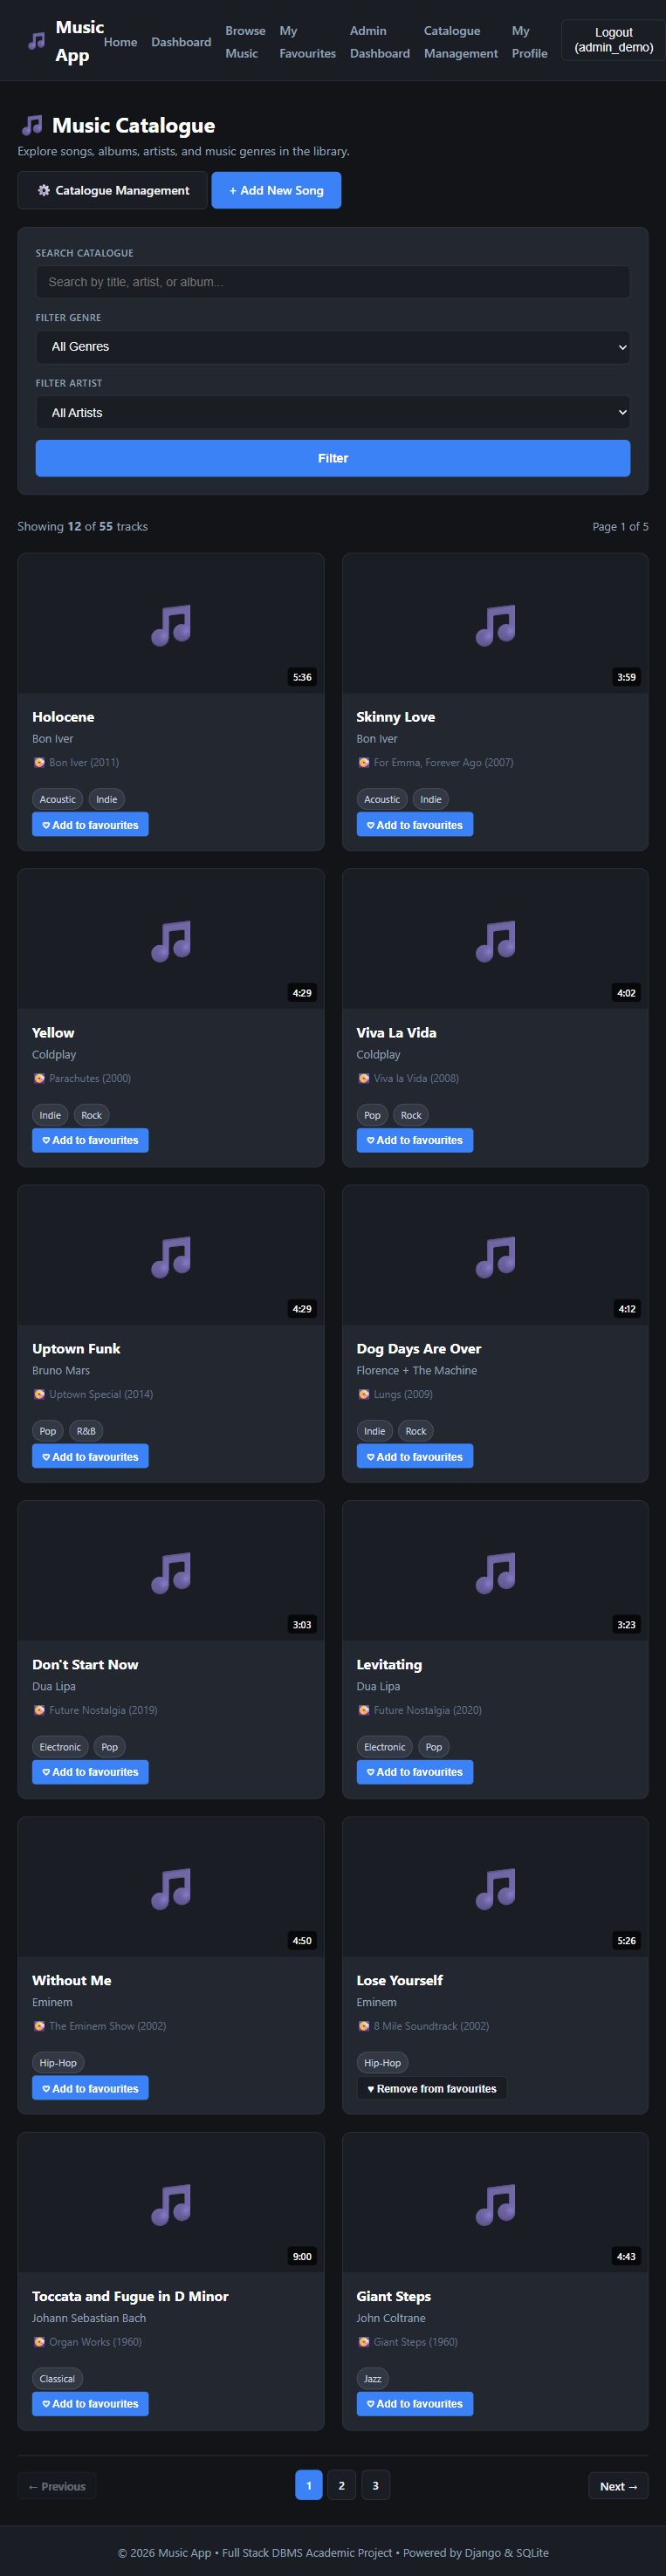 Music App
Home
Dashboard
Browse Music
My Favourites
Admin Dashboard
Catalogue Management
My Profile
Logout (admin_demo)
Music Catalogue
Explore songs, albums, artists, and music genres in the library.
Catalogue Management
+ Add New Song
SEARCH CATALOGUE
Search by title, artist, or album...
FILTER GENRE
All Genres
FILTER ARTIST
All Artists
Filter
Showing 12 of 55 tracks
Page 1 of 5
5:36
Holocene
Bon Iver
Bon Iver (2011)
Acoustic Indie
♡ Add to favourites
3:59
Skinny Love
Bon Iver
For Emma, Forever Ago (2007)
Acoustic Indie
♡ Add to favourites
4:29
Yellow
Coldplay
Parachutes (2000)
Indie Rock
♡ Add to favourites
4:02
Viva La Vida
Coldplay
Viva la Vida (2008)
Pop Rock
♡ Add to favourites
4:29
Uptown Funk
Bruno Mars
Uptown Special (2014)
Pop R&B
♡ Add to favourites
4:12
Dog Days Are Over
Florence + The Machine
Lungs (2009)
Indie Rock
♡ Add to favourites
3:03
Don't Start Now
Dua Lipa
Future Nostalgia (2019)
Electronic Pop
♡ Add to favourites
3:23
Levitating
Dua Lipa
Future Nostalgia (2020)
Electronic Pop
♡ Add to favourites
4:50
Without Me
Eminem
The Eminem Show (2002)
Hip-Hop
♡ Add to favourites
5:26
Lose Yourself
Eminem
8 Mile Soundtrack (2002)
Hip-Hop
♥ Remove from favourites
9:00
Toccata and Fugue in D Minor
Johann Sebastian Bach
Organ Works (1960)
Classical
♡ Add to favourites
4:43
Giant Steps
John Coltrane
Giant Steps (1960)
Jazz
♡ Add to favourites
← Previous
1 2 3
Next →
© 2026 Music App • Full Stack DBMS Academic Project • Powered by Django & SQLite